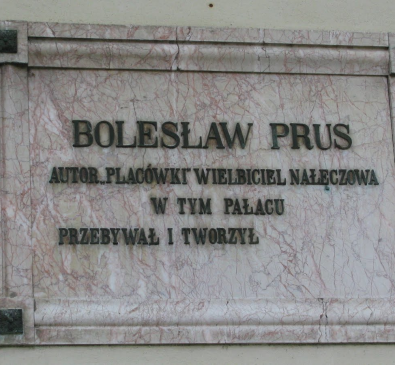 BOLESŁAW PRUS
AUTOR „PLACÓWKI” WIELBICIEL NAŁĘCZOWA
W TYM PAŁACU
PRZEBYWAŁ I TWORZYŁ